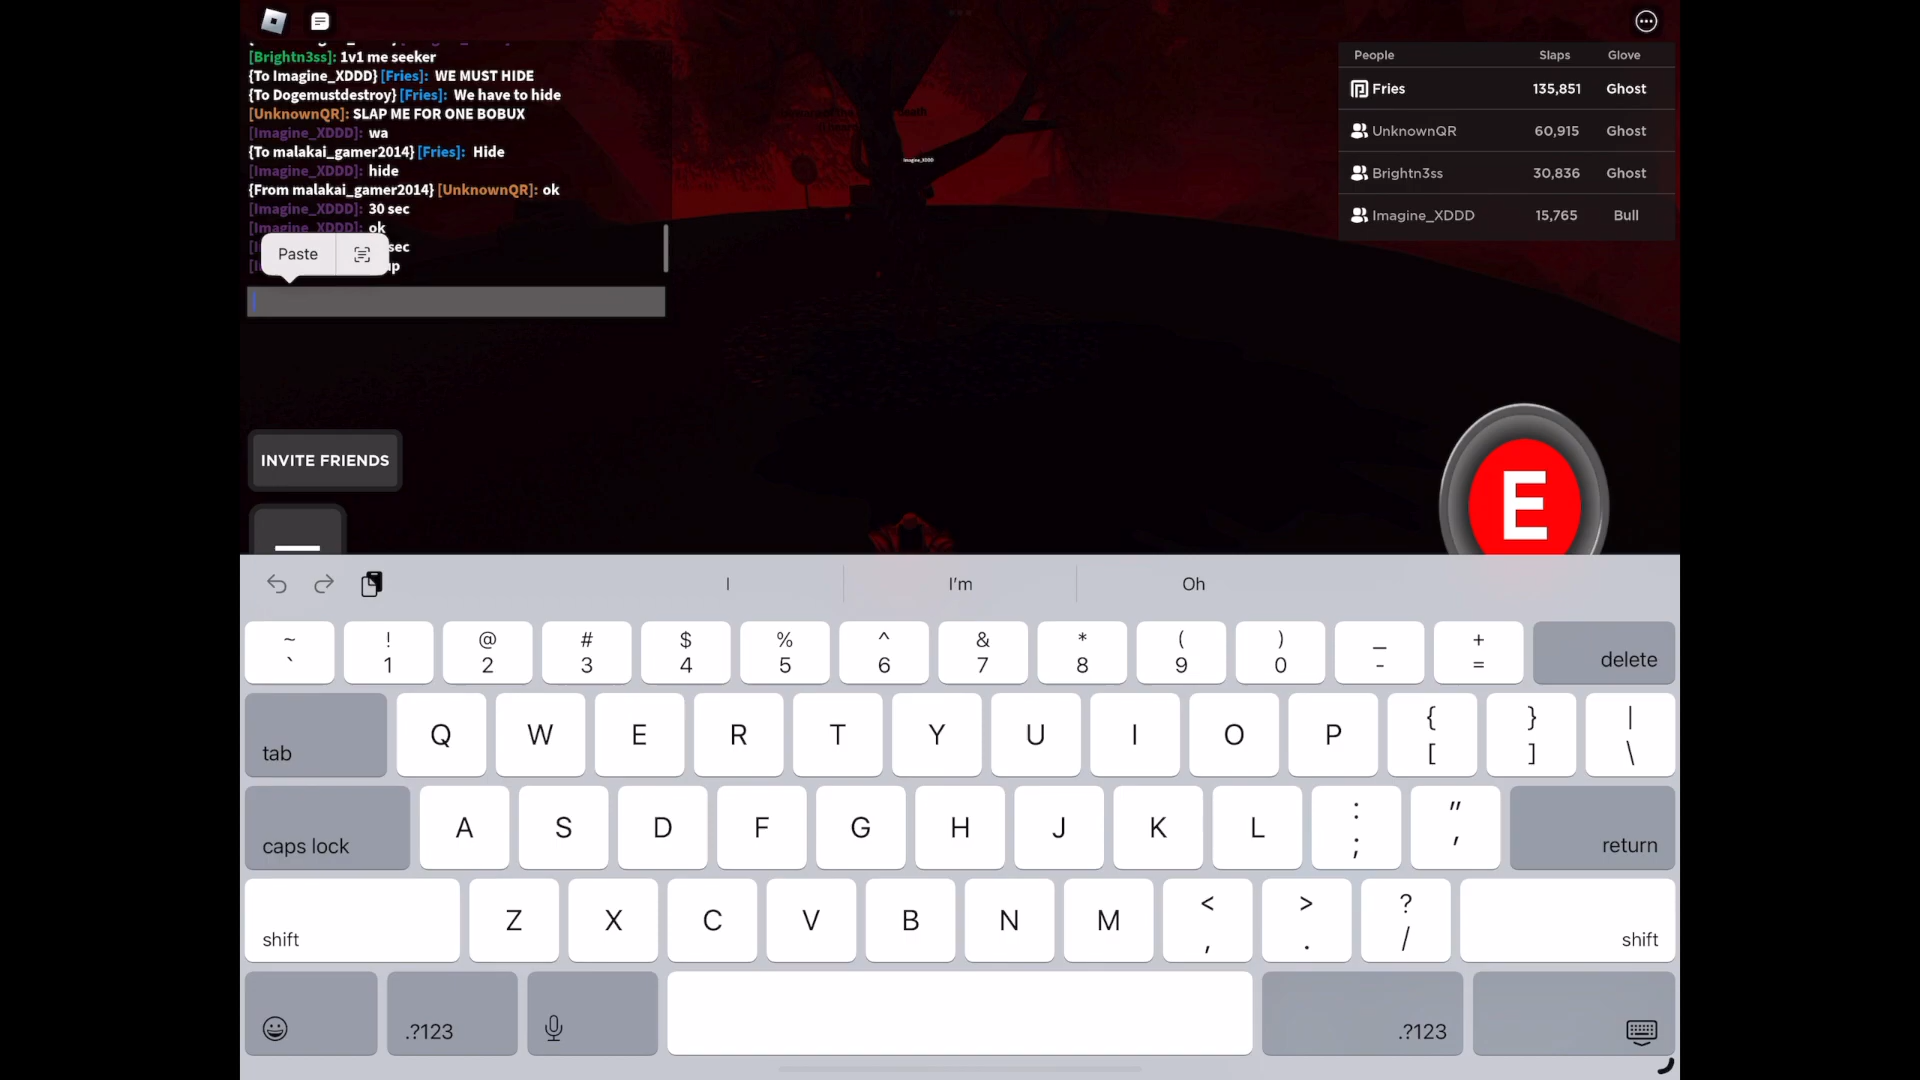 [Brightn3ss]: 1v1 me seeker
{To Imagine_XDDD} [Fries]: WE MUST HIDE
{To Dogemustdestroy} [Fries]: We have to hide
[UnknownQR]: SLAP ME FOR ONE BOBUX
[Imagine_XDDD]: wa
{To malakai_gamer2014} [Fries]: Hide
[Imagine_XDDD]: hide
{From malakai_gamer2014} [UnknownQR]: ok
[Imagine_XDDD]: 30 sec
[Imagine_XDDD]: ok
sec
Paste
Imagine_XDDD
People Slaps Glove
Fries 135,851 Ghost
UnknownQR 60,915 Ghost
Brightn3ss 30,836 Ghost
Imagine_XDDD 15,765 Bull
INVITE FRIENDS
E
I I'm Oh
~ ! @ # $ % ^ & * ( ) _ +
` 1 2 3 4 5 6 7 8 9 0 - = delete
tab Q W E R T Y U I O P { [ } ] | \
caps lock A S D F G H J K L : ; " ' return
shift Z X C V B N M < , > . ? / shift
.?123 .?123